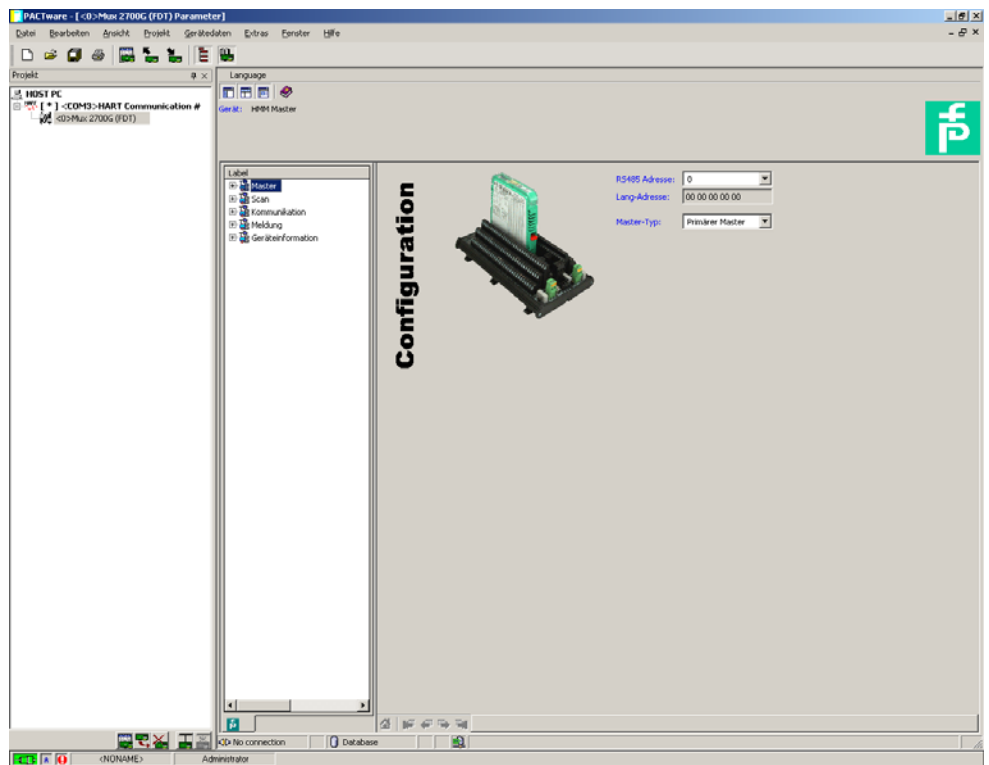 PACTware - [ <0>Mux 2700G (FDT) Parameter]
Datei Bearbeiten Ansicht Projekt Gerätedaten Extras Fenster Hilfe
Projekt
HOST PC
[ * ] <COM3>HART Communication #
<0>Mux 2700G (FDT)
Language
Gerät: HMM Master
Label
Master
Scan
Kommunikation
Meldung
Geräteinformation
Configuration
RS485 Adresse: 0
Lang-Adresse: 00 00 00 00 00
Master-Typ: Primärer Master
No connection
Database
<NONAME>
Administrator